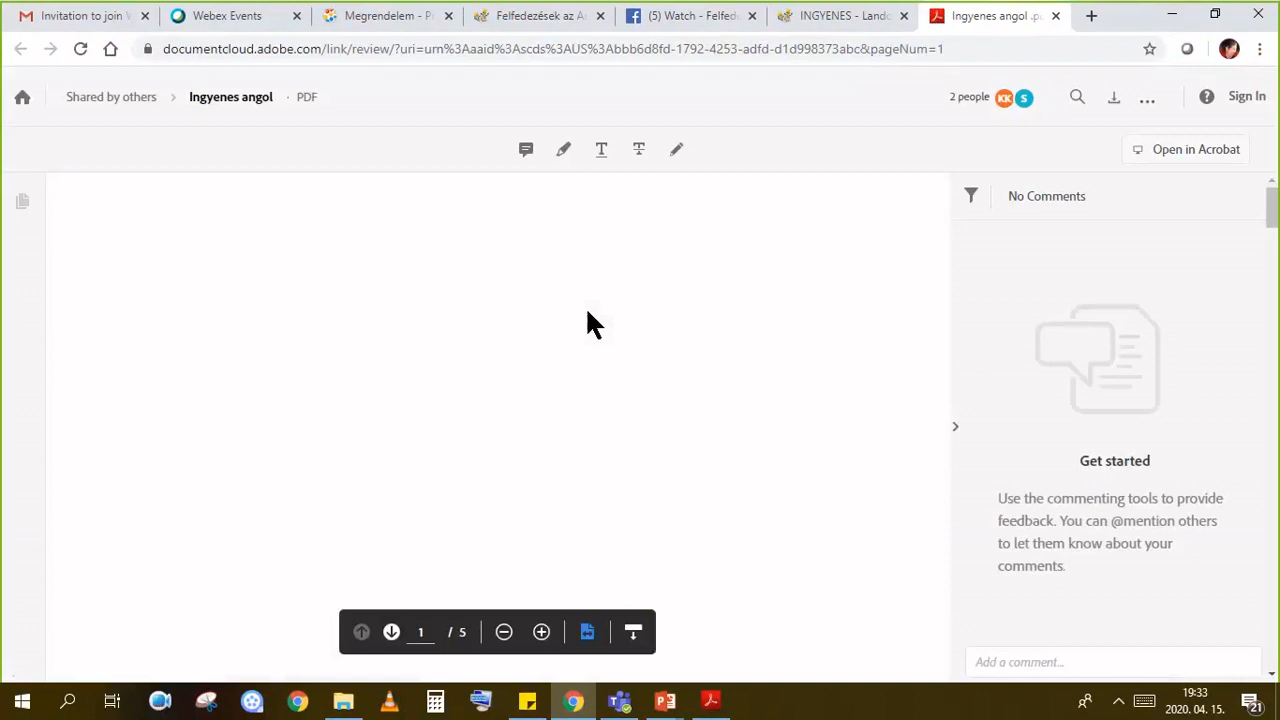 Invitation to join
Webex Events
Megrendelem - P
Felfedezések az A
(5) Watch - Felfed
INGYENES - Lando
Ingyenes angol .pu
documentcloud.adobe.com/link/review/?uri=urn%3Aaaid%3Ascds%3AUS%3Abbb6d8fd-1792-4253-adfd-d1d998373abc&pageNum=1
Shared by others > Ingyenes angol · PDF
2 people KK S
... ? Sign In
Open in Acrobat
No Comments
Get started
Use the commenting tools to provide
feedback. You can @mention others
to let them know about your
comments.
1 / 5
Add a comment...
19:33
2020. 04. 15.
21